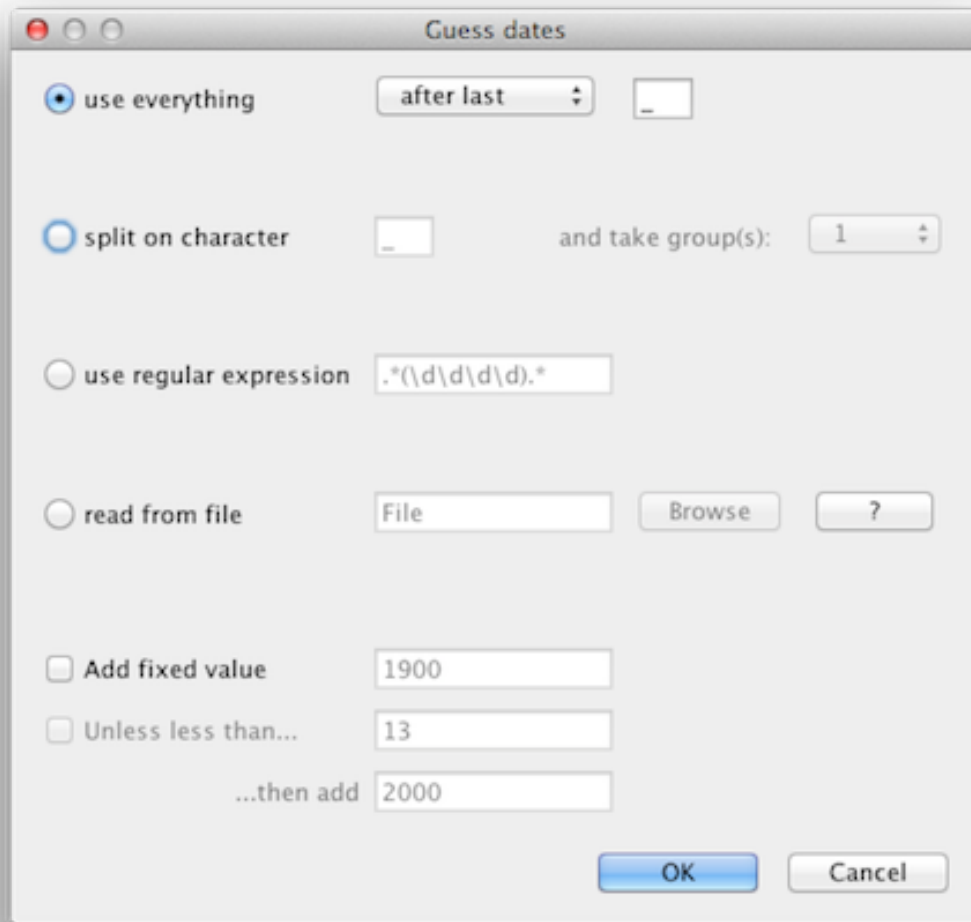 Guess dates
use everything after last _
split on character _ and take group(s): 1
use regular expression .*(\d\d\d\d).*
read from file File Browse ?
Add fixed value 1900
Unless less than... 13
...then add 2000
OK Cancel